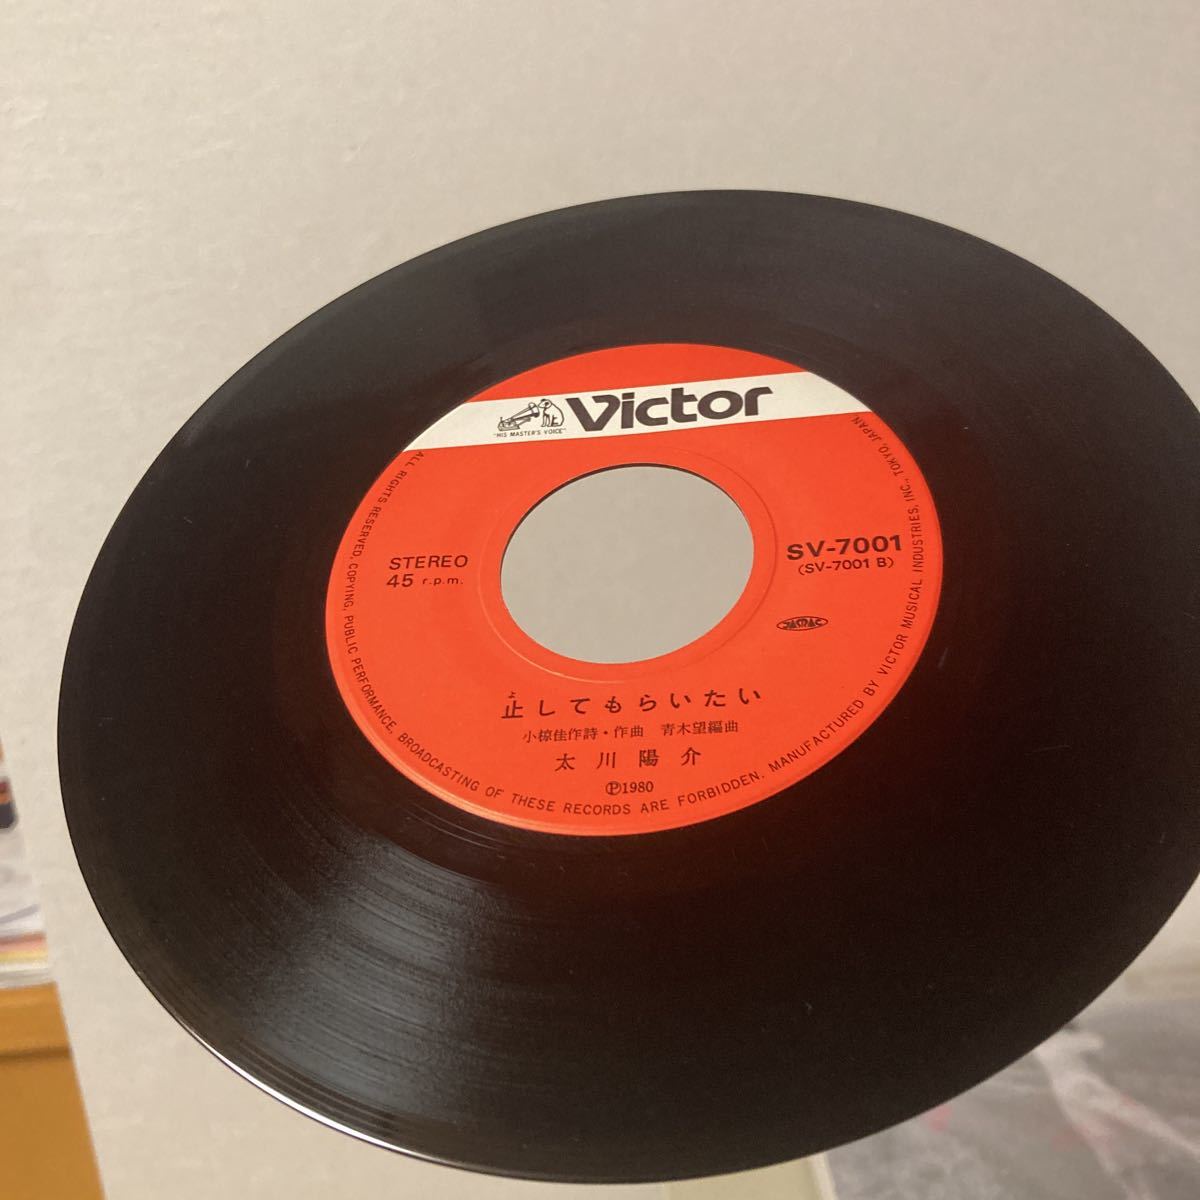 Victor
"HIS MASTER'S VOICE"
STEREO
45 r.p.m.
SV-7001
(SV-7001 B)
よ
止してもらいたい
小椋佳作詩・作曲 青木望編曲
太川陽介
Ⓟ1980
ALL RIGHTS RESERVED. COPYING, PUBLIC PERFORMANCE, BROADCASTING OF THESE RECORDS ARE FORBIDDEN. MANUFACTURED BY VICTOR MUSICAL INDUSTRIES, INC., TOKYO, JAPAN